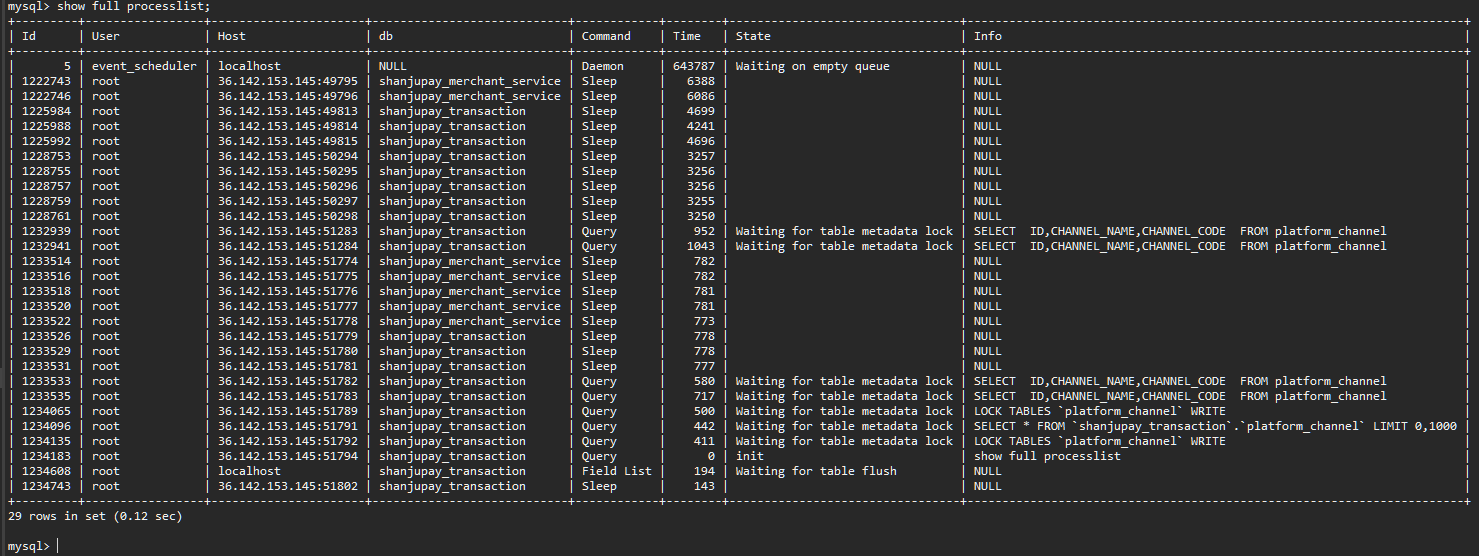 mysql> show full processlist;
+---------+-----------------+----------------------+----------------------------+------------+--------+---------------------------------+----------------------------------------------------------------------+
| Id      | User            | Host                 | db                         | Command    | Time   | State                           | Info                                                                 |
+---------+-----------------+----------------------+----------------------------+------------+--------+---------------------------------+----------------------------------------------------------------------+
|       5 | event_scheduler | localhost            | NULL                       | Daemon     | 643787 | Waiting on empty queue          | NULL                                                                 |
| 1222743 | root            | 36.142.153.145:49795 | shanjupay_merchant_service | Sleep      |   6388 |                                 | NULL                                                                 |
| 1222746 | root            | 36.142.153.145:49796 | shanjupay_merchant_service | Sleep      |   6086 |                                 | NULL                                                                 |
| 1225984 | root            | 36.142.153.145:49813 | shanjupay_transaction      | Sleep      |   4699 |                                 | NULL                                                                 |
| 1225988 | root            | 36.142.153.145:49814 | shanjupay_transaction      | Sleep      |   4241 |                                 | NULL                                                                 |
| 1225992 | root            | 36.142.153.145:49815 | shanjupay_transaction      | Sleep      |   4696 |                                 | NULL                                                                 |
| 1228753 | root            | 36.142.153.145:50294 | shanjupay_transaction      | Sleep      |   3257 |                                 | NULL                                                                 |
| 1228755 | root            | 36.142.153.145:50295 | shanjupay_transaction      | Sleep      |   3256 |                                 | NULL                                                                 |
| 1228757 | root            | 36.142.153.145:50296 | shanjupay_transaction      | Sleep      |   3256 |                                 | NULL                                                                 |
| 1228759 | root            | 36.142.153.145:50297 | shanjupay_transaction      | Sleep      |   3255 |                                 | NULL                                                                 |
| 1228761 | root            | 36.142.153.145:50298 | shanjupay_transaction      | Sleep      |   3250 |                                 | NULL                                                                 |
| 1232939 | root            | 36.142.153.145:51283 | shanjupay_transaction      | Query      |    952 | Waiting for table metadata lock | SELECT  ID,CHANNEL_NAME,CHANNEL_CODE  FROM platform_channel          |
| 1232941 | root            | 36.142.153.145:51284 | shanjupay_transaction      | Query      |   1043 | Waiting for table metadata lock | SELECT  ID,CHANNEL_NAME,CHANNEL_CODE  FROM platform_channel          |
| 1233514 | root            | 36.142.153.145:51774 | shanjupay_merchant_service | Sleep      |    782 |                                 | NULL                                                                 |
| 1233516 | root            | 36.142.153.145:51775 | shanjupay_merchant_service | Sleep      |    782 |                                 | NULL                                                                 |
| 1233518 | root            | 36.142.153.145:51776 | shanjupay_merchant_service | Sleep      |    781 |                                 | NULL                                                                 |
| 1233520 | root            | 36.142.153.145:51777 | shanjupay_merchant_service | Sleep      |    781 |                                 | NULL                                                                 |
| 1233522 | root            | 36.142.153.145:51778 | shanjupay_merchant_service | Sleep      |    773 |                                 | NULL                                                                 |
| 1233526 | root            | 36.142.153.145:51779 | shanjupay_transaction      | Sleep      |    778 |                                 | NULL                                                                 |
| 1233529 | root            | 36.142.153.145:51780 | shanjupay_transaction      | Sleep      |    778 |                                 | NULL                                                                 |
| 1233531 | root            | 36.142.153.145:51781 | shanjupay_transaction      | Sleep      |    777 |                                 | NULL                                                                 |
| 1233533 | root            | 36.142.153.145:51782 | shanjupay_transaction      | Query      |    580 | Waiting for table metadata lock | SELECT  ID,CHANNEL_NAME,CHANNEL_CODE  FROM platform_channel          |
| 1233535 | root            | 36.142.153.145:51783 | shanjupay_transaction      | Query      |    717 | Waiting for table metadata lock | SELECT  ID,CHANNEL_NAME,CHANNEL_CODE  FROM platform_channel          |
| 1234065 | root            | 36.142.153.145:51789 | shanjupay_transaction      | Query      |    500 | Waiting for table metadata lock | LOCK TABLES `platform_channel` WRITE                                 |
| 1234096 | root            | 36.142.153.145:51791 | shanjupay_transaction      | Query      |    442 | Waiting for table metadata lock | SELECT * FROM `shanjupay_transaction`.`platform_channel` LIMIT 0,1000 |
| 1234135 | root            | 36.142.153.145:51792 | shanjupay_transaction      | Query      |    411 | Waiting for table metadata lock | LOCK TABLES `platform_channel` WRITE                                 |
| 1234183 | root            | 36.142.153.145:51794 | shanjupay_transaction      | Query      |      0 | init                            | show full processlist                                                |
| 1234608 | root            | localhost            | shanjupay_transaction      | Field List |    194 | Waiting for table flush         | NULL                                                                 |
| 1234743 | root            | 36.142.153.145:51802 | shanjupay_transaction      | Sleep      |    143 |                                 | NULL                                                                 |
+---------+-----------------+----------------------+----------------------------+------------+--------+---------------------------------+----------------------------------------------------------------------+
29 rows in set (0.12 sec)
mysql>